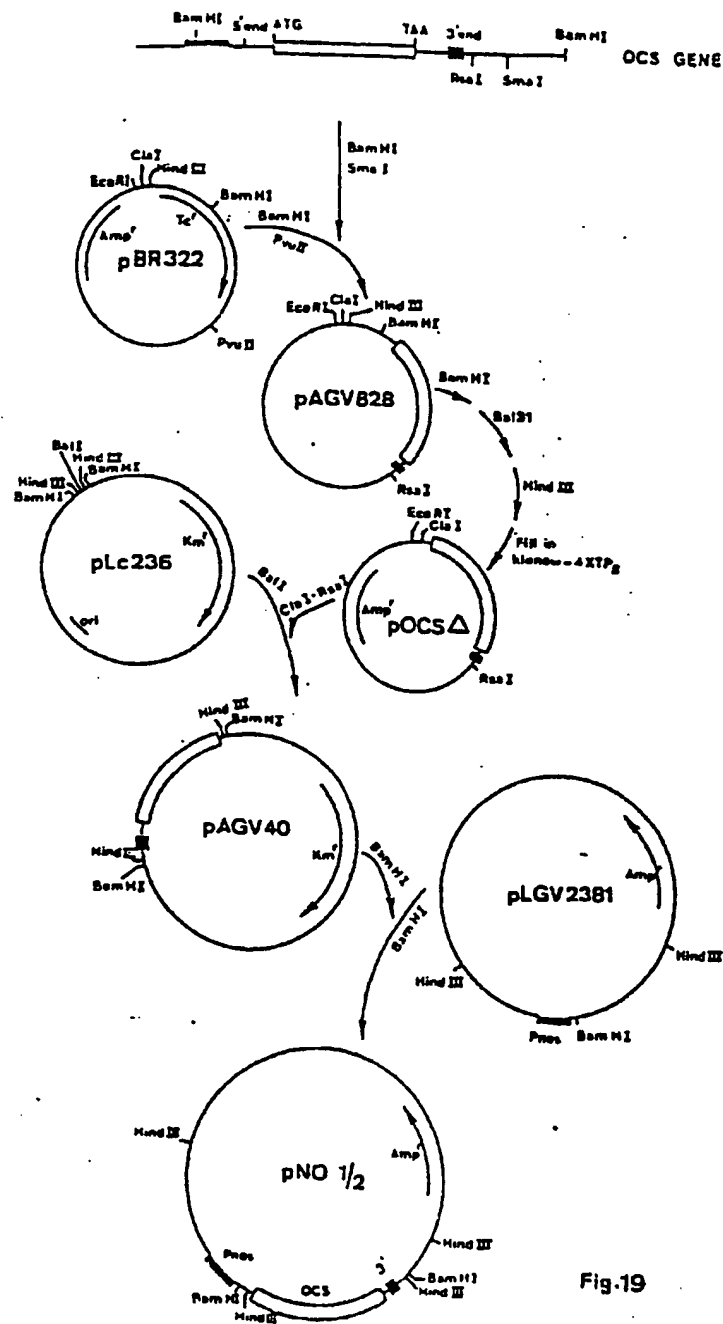 BamHI 5'end ATG TAA 3'end BamHI
RsaI SmaI
OCS GENE
BamHI
SmaI
ClaI
EcoRI HindIII
BamHI
Amp^r Tc^r
pBR322
PvuII
BamHI
PvuII
ClaI
EcoRI HindIII
BamHI
pAGV828
RsaI
BamHI
Bal31
HindIII
Fill in
klenow-4XTPs
BalI
HindIII
BamHI
HindIII
BamHI
Km^r
pLc236
ori
BalI
ClaI-RsaI
EcoRI
ClaI
Amp^r
pOCSΔ
RsaI
HindIII
BamHI
pAGV40
Km^r
BamHI
BamHI
BamHI
Amp^r
pLGV2381
HindIII
HindIII
Pnos BamHI
HindIII
Amp^r
pNO 1/2
HindIII
BamHI
HindIII
Pnos
BamHI
HindIII
OCS
3'
Fig.19